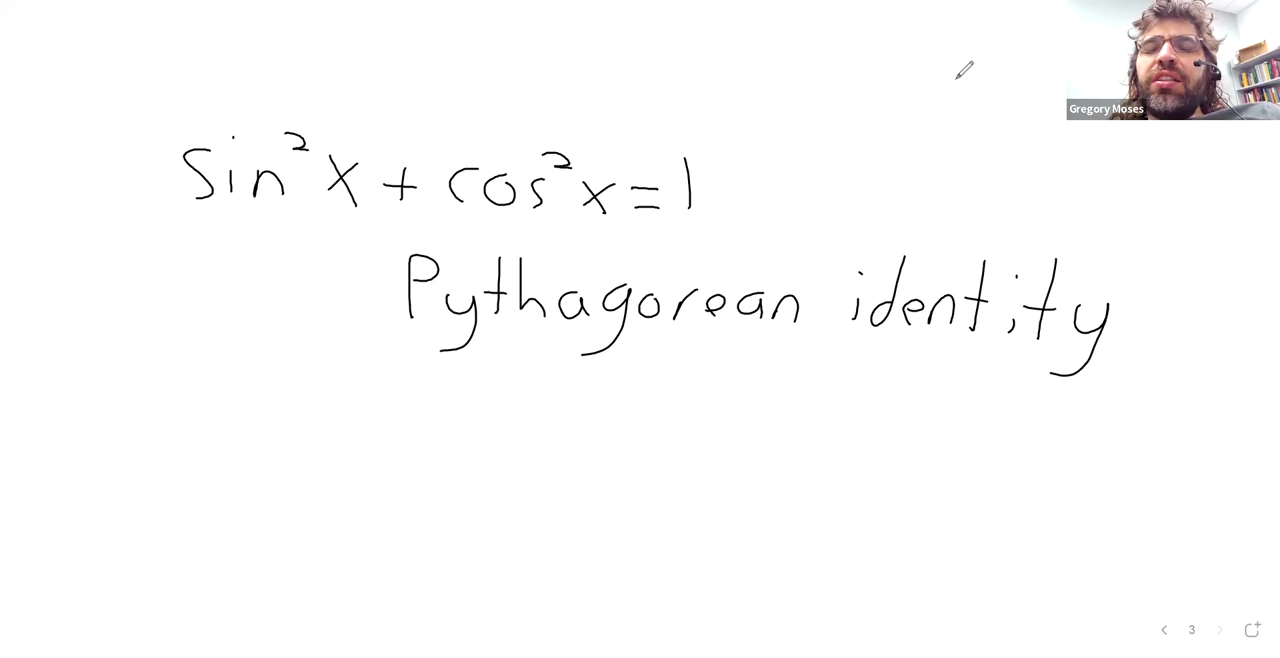 Gregory Moses
sin²x + cos²x = 1
Pythagorean identity
3